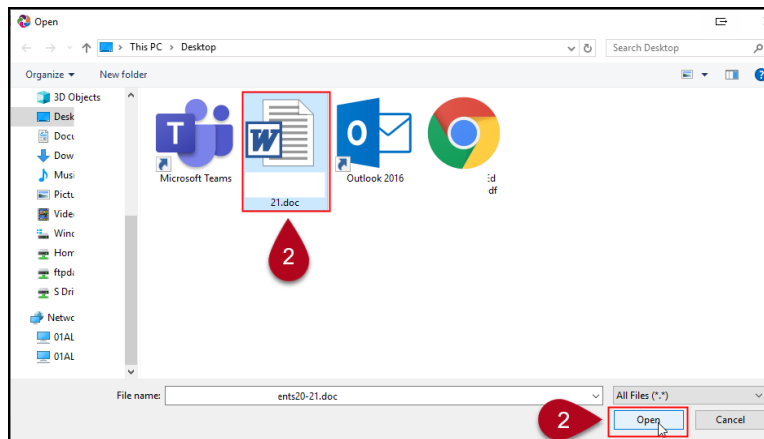 Open
This PC > Desktop
Search Desktop
Organize
New folder
3D Objects
Desk
Docu
Dow
Musi
Pictu
Vide
Wind
Hom
ftpda
S Dri
Netwo
01AL
01AL
T
Microsoft Teams
W
21.doc
O
Outlook 2016
df
2
File name:
ents20-21.doc
All Files (*.*)
2
Open
Cancel